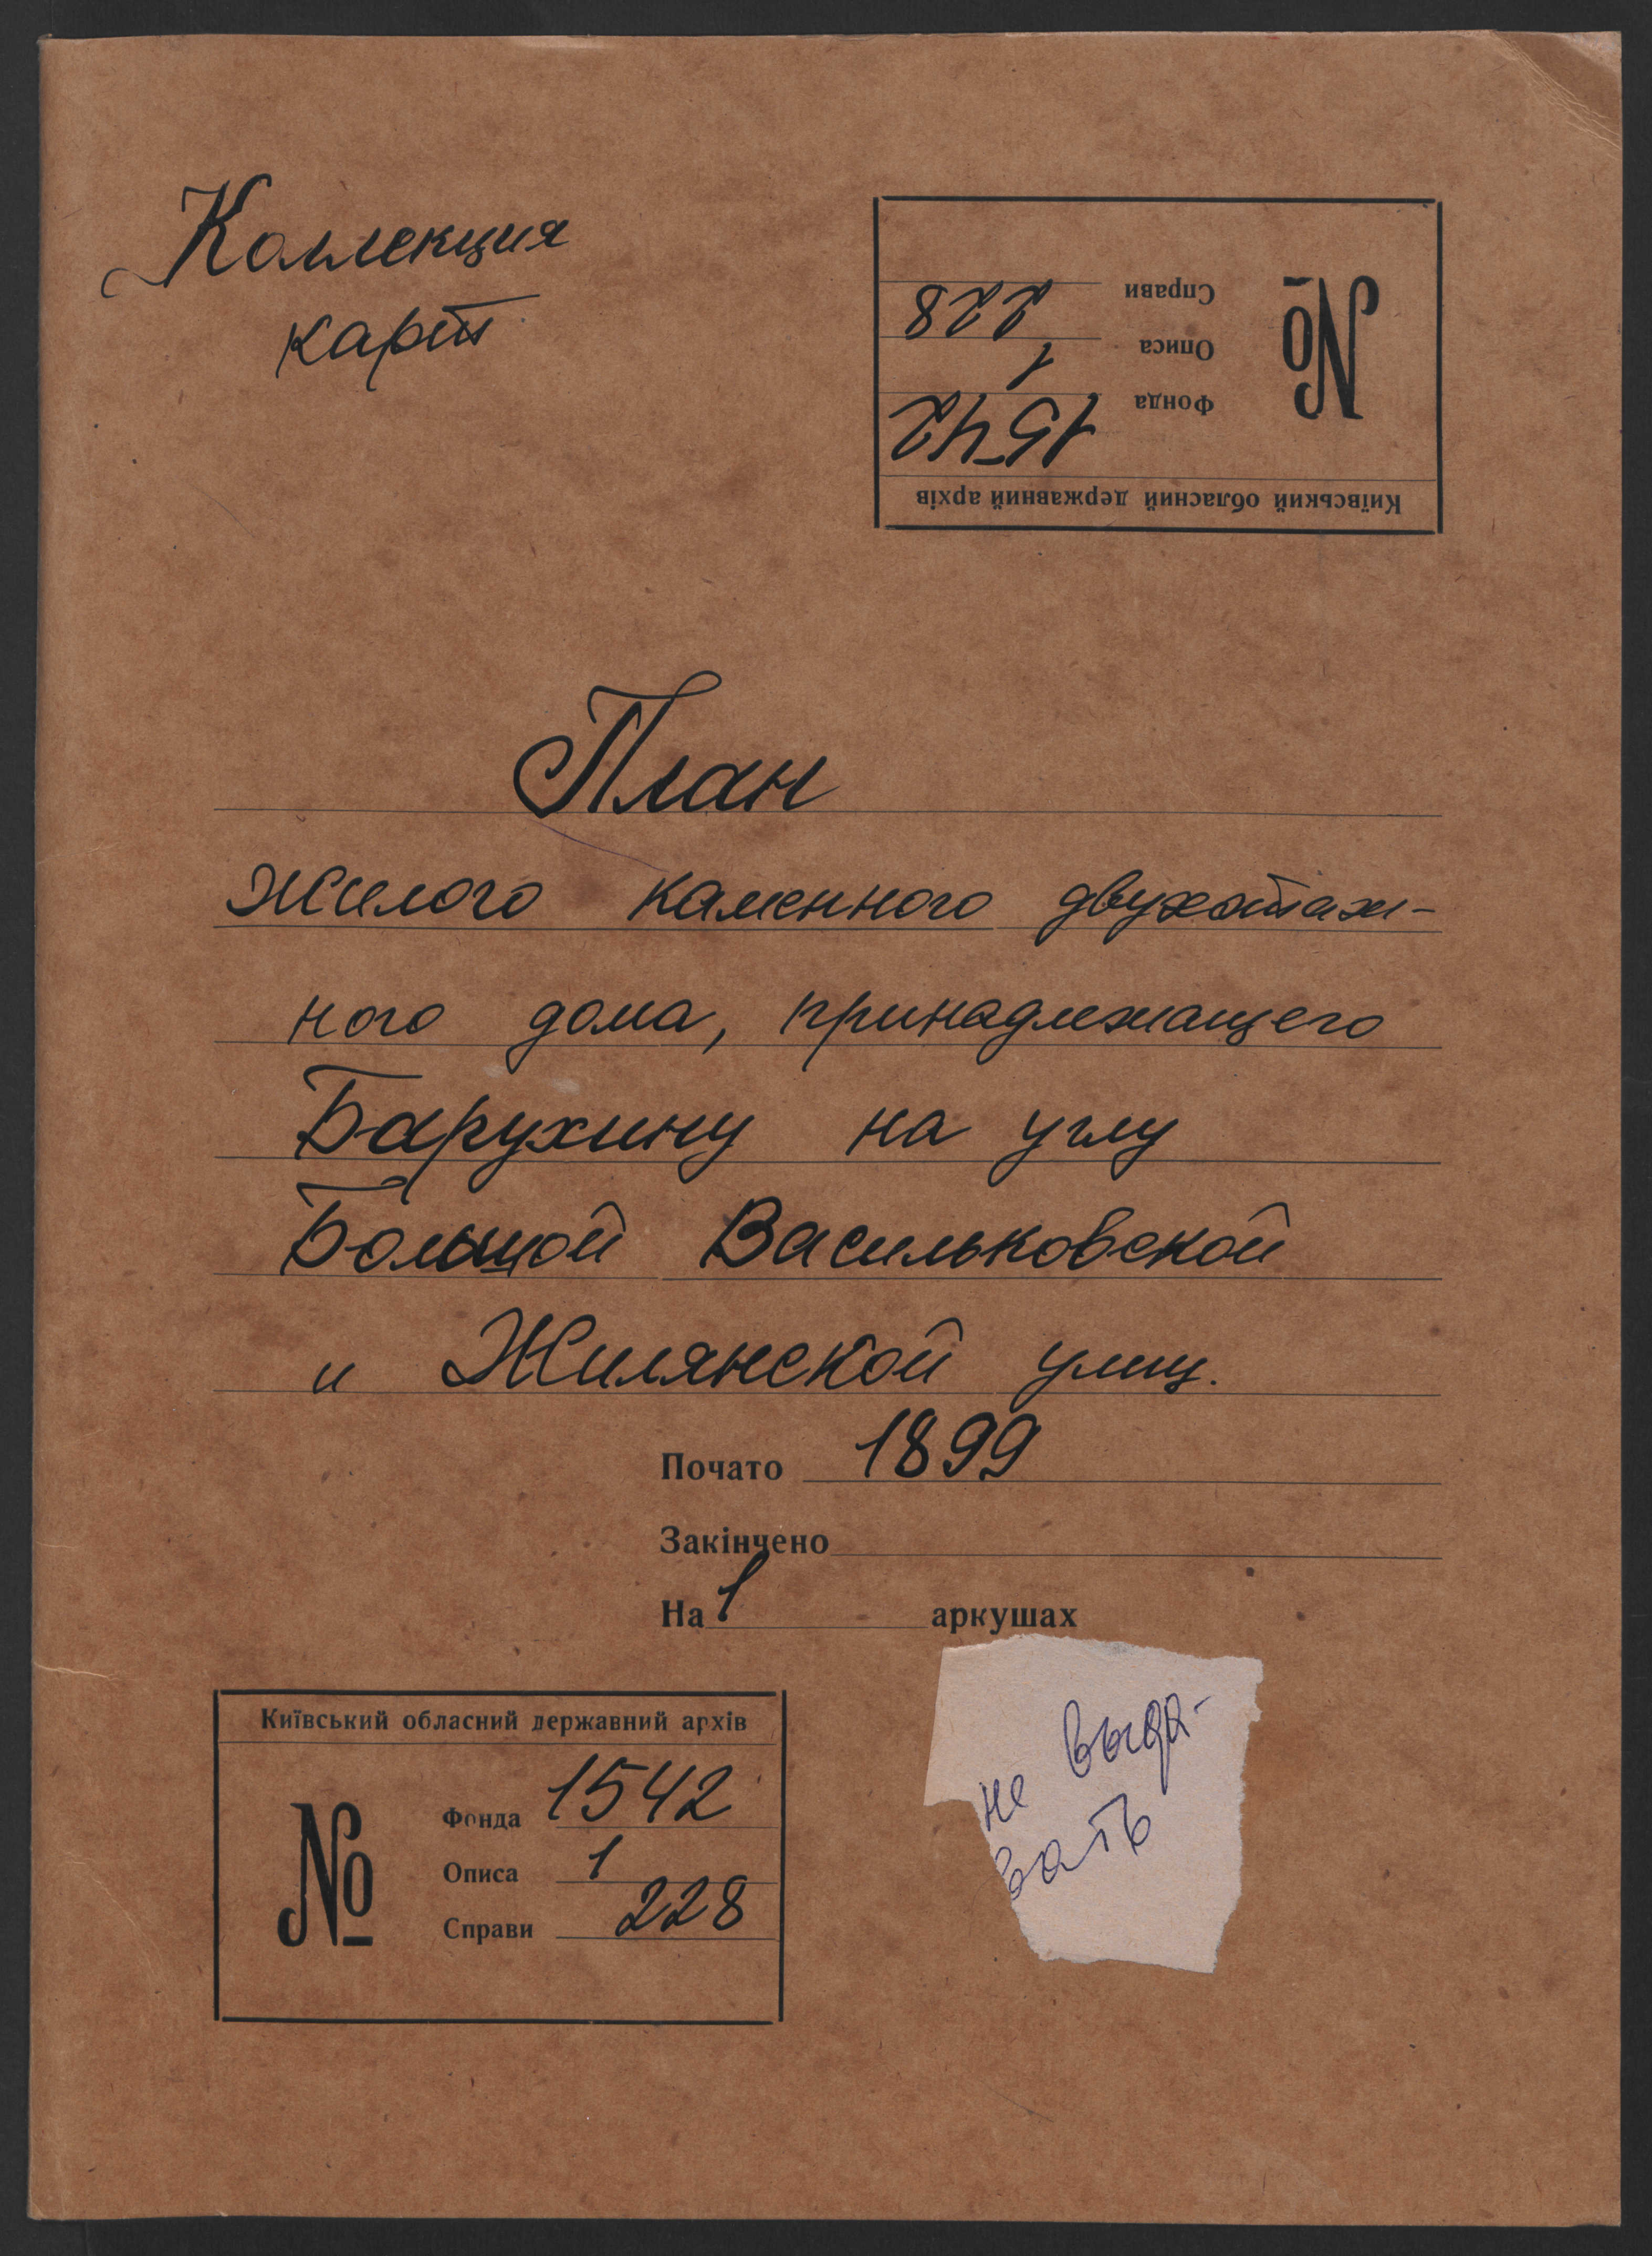 Коллекция
карт
Київський обласний державний архів
№
Фонда 1542
Описа 1
Справи 228
План
жилого каменного двухэтаж-
ного дома, принадлежащего
Барухину на углу
Большой Васильковской
и Жилянской улиц.
Почато 1899
Закінчено
На 1 аркушах
Київський обласний державний архів
№
Фонда 1542
Описа 1
Справи 228
не выда-
вать